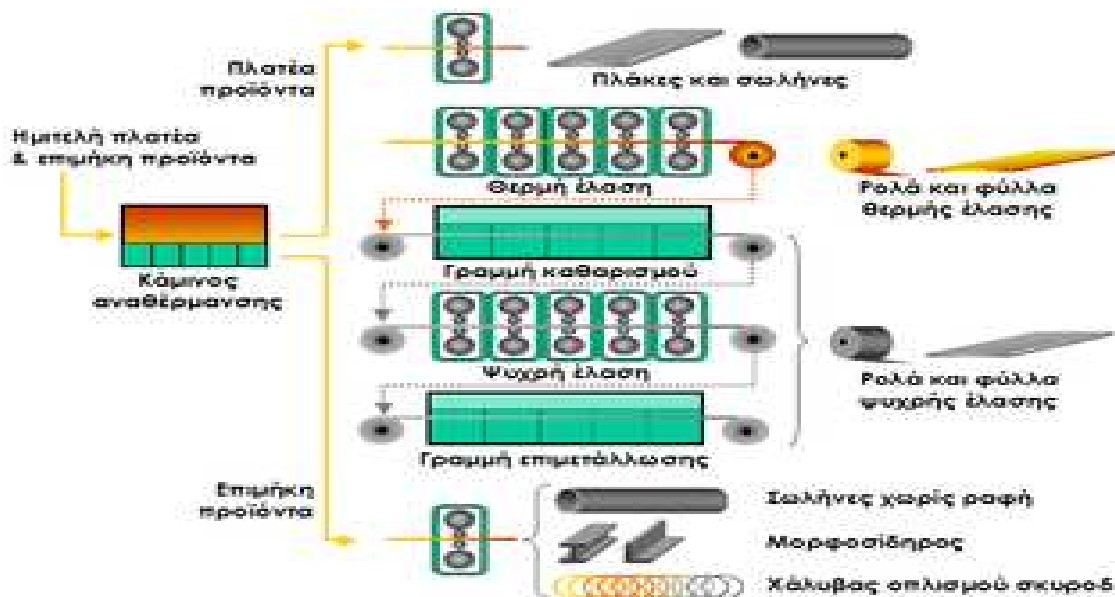 Πλατέα
προϊόντα
Πλάκες και σωλήνες
Ημιτελή πλατέα
& επιμήκη προϊόντα
Θερμή έλαση
Ρολά και φύλλα
θερμής έλασης
Κάμινος
αναθέρμανσης
Γραμμή καθαρισμού
Ψυχρή έλαση
Ρολά και φύλλα
ψυχρής έλασης
Γραμμή επιμετάλλωσης
Επιμήκη
προϊόντα
Σωλήνες χωρίς ραφή
Μορφοσίδηρος
Χάλυβας οπλισμού σκυροδ